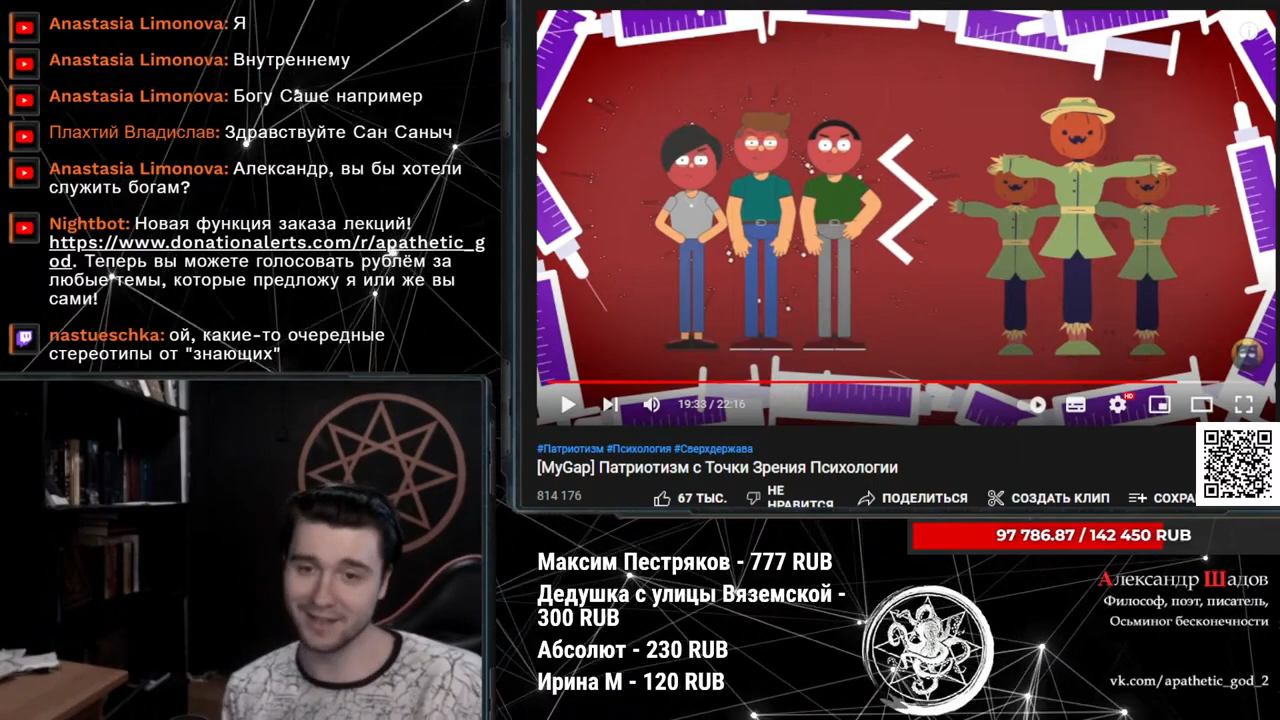 Anastasia Limonova: Я
Anastasia Limonova: Внутреннему
Anastasia Limonova: Богу Саше например
Плахтий Владислав: Здравствуйте Сан Саныч
Anastasia Limonova: Александр, вы бы хотели
служить богам?
Nightbot: Новая функция заказа лекций!
https://www.donationalerts.com/r/apathetic_g
od. Теперь вы можете голосовать рублём за
любые темы, которые предложу я или же вы
сами!
nastueschka: ой, какие-то очередные
стереотипы от "знающих"
19:33 / 22:16
HD
#Патриотизм #Психология #Сверхдержава
[MyGap] Патриотизм с Точки Зрения Психологии
814 176
67 ТЫС.
НЕ
НРАВИТСЯ
ПОДЕЛИТЬСЯ
СОЗДАТЬ КЛИП
СОХРА
97 786.87 / 142 450 RUB
Максим Пестряков - 777 RUB
Дедушка с улицы Вяземской -
300 RUB
Абсолют - 230 RUB
Ирина М - 120 RUB
Александр Шадов
Философ, поэт, писатель,
Осьминог бесконечности
vk.com/apathetic_god_2